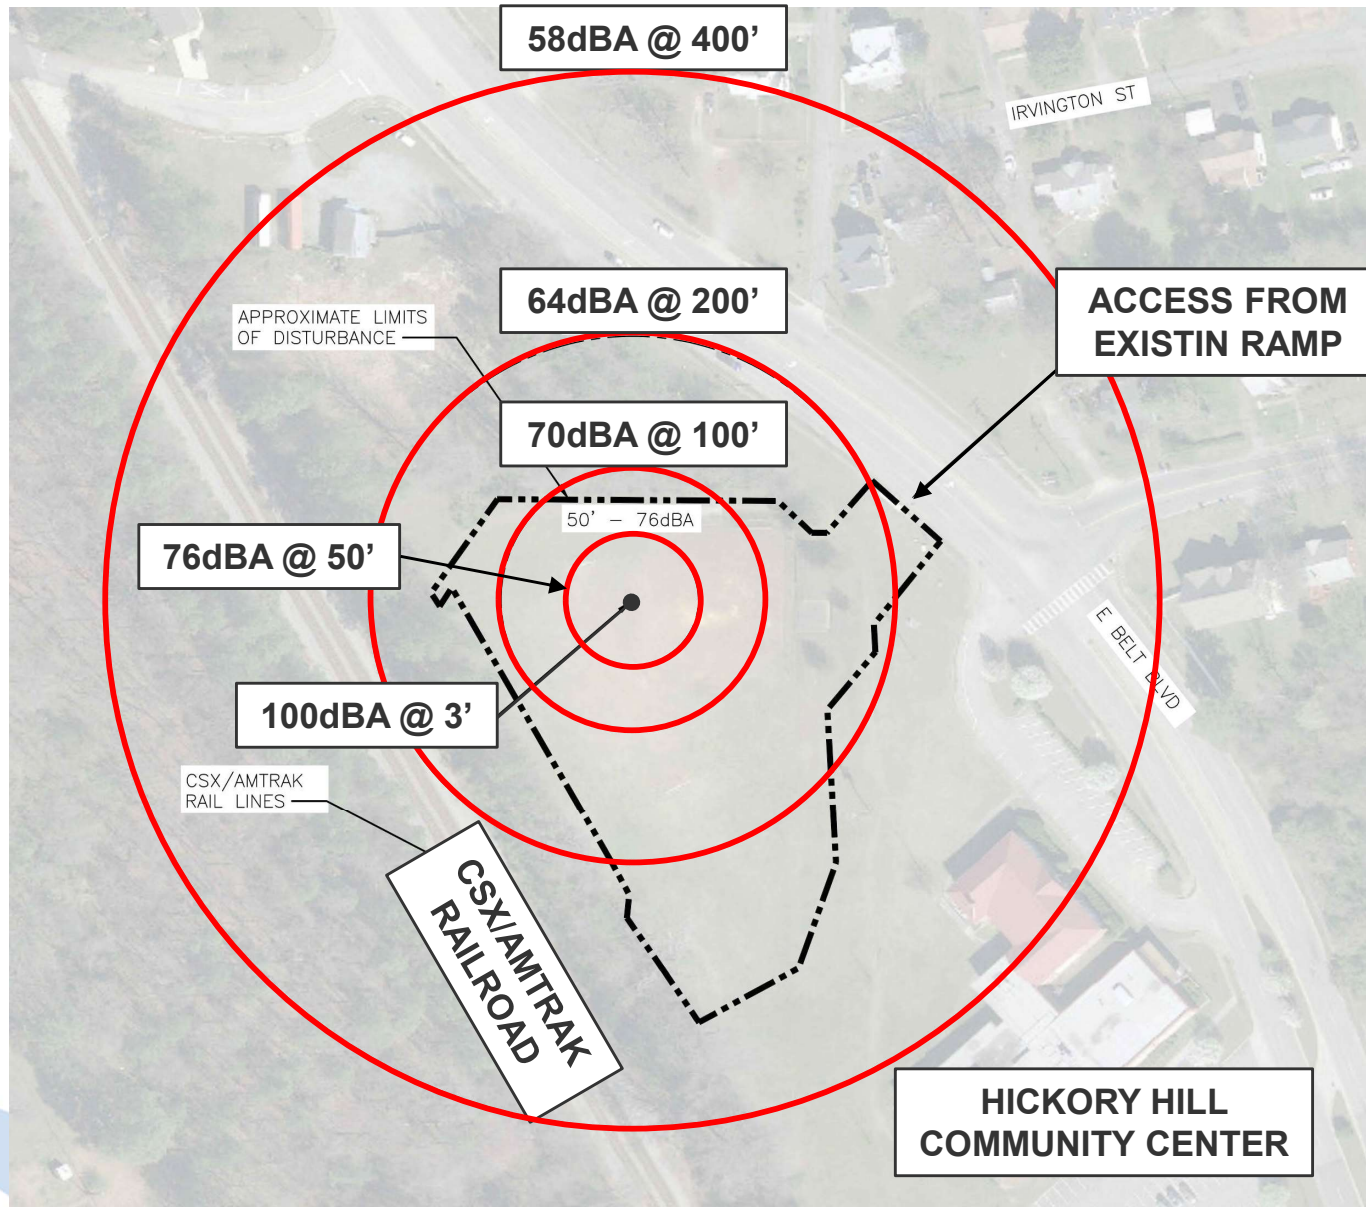 58dBA @ 400’
IRVINGTON ST
64dBA @ 200’
ACCESS FROM
EXISTIN RAMP
APPROXIMATE LIMITS
OF DISTURBANCE
70dBA @ 100’
50’ – 76dBA
76dBA @ 50’
E BELT BLVD
100dBA @ 3’
CSX/AMTRAK
RAIL LINES
CSX/AMTRAK
RAILROAD
HICKORY HILL
COMMUNITY CENTER